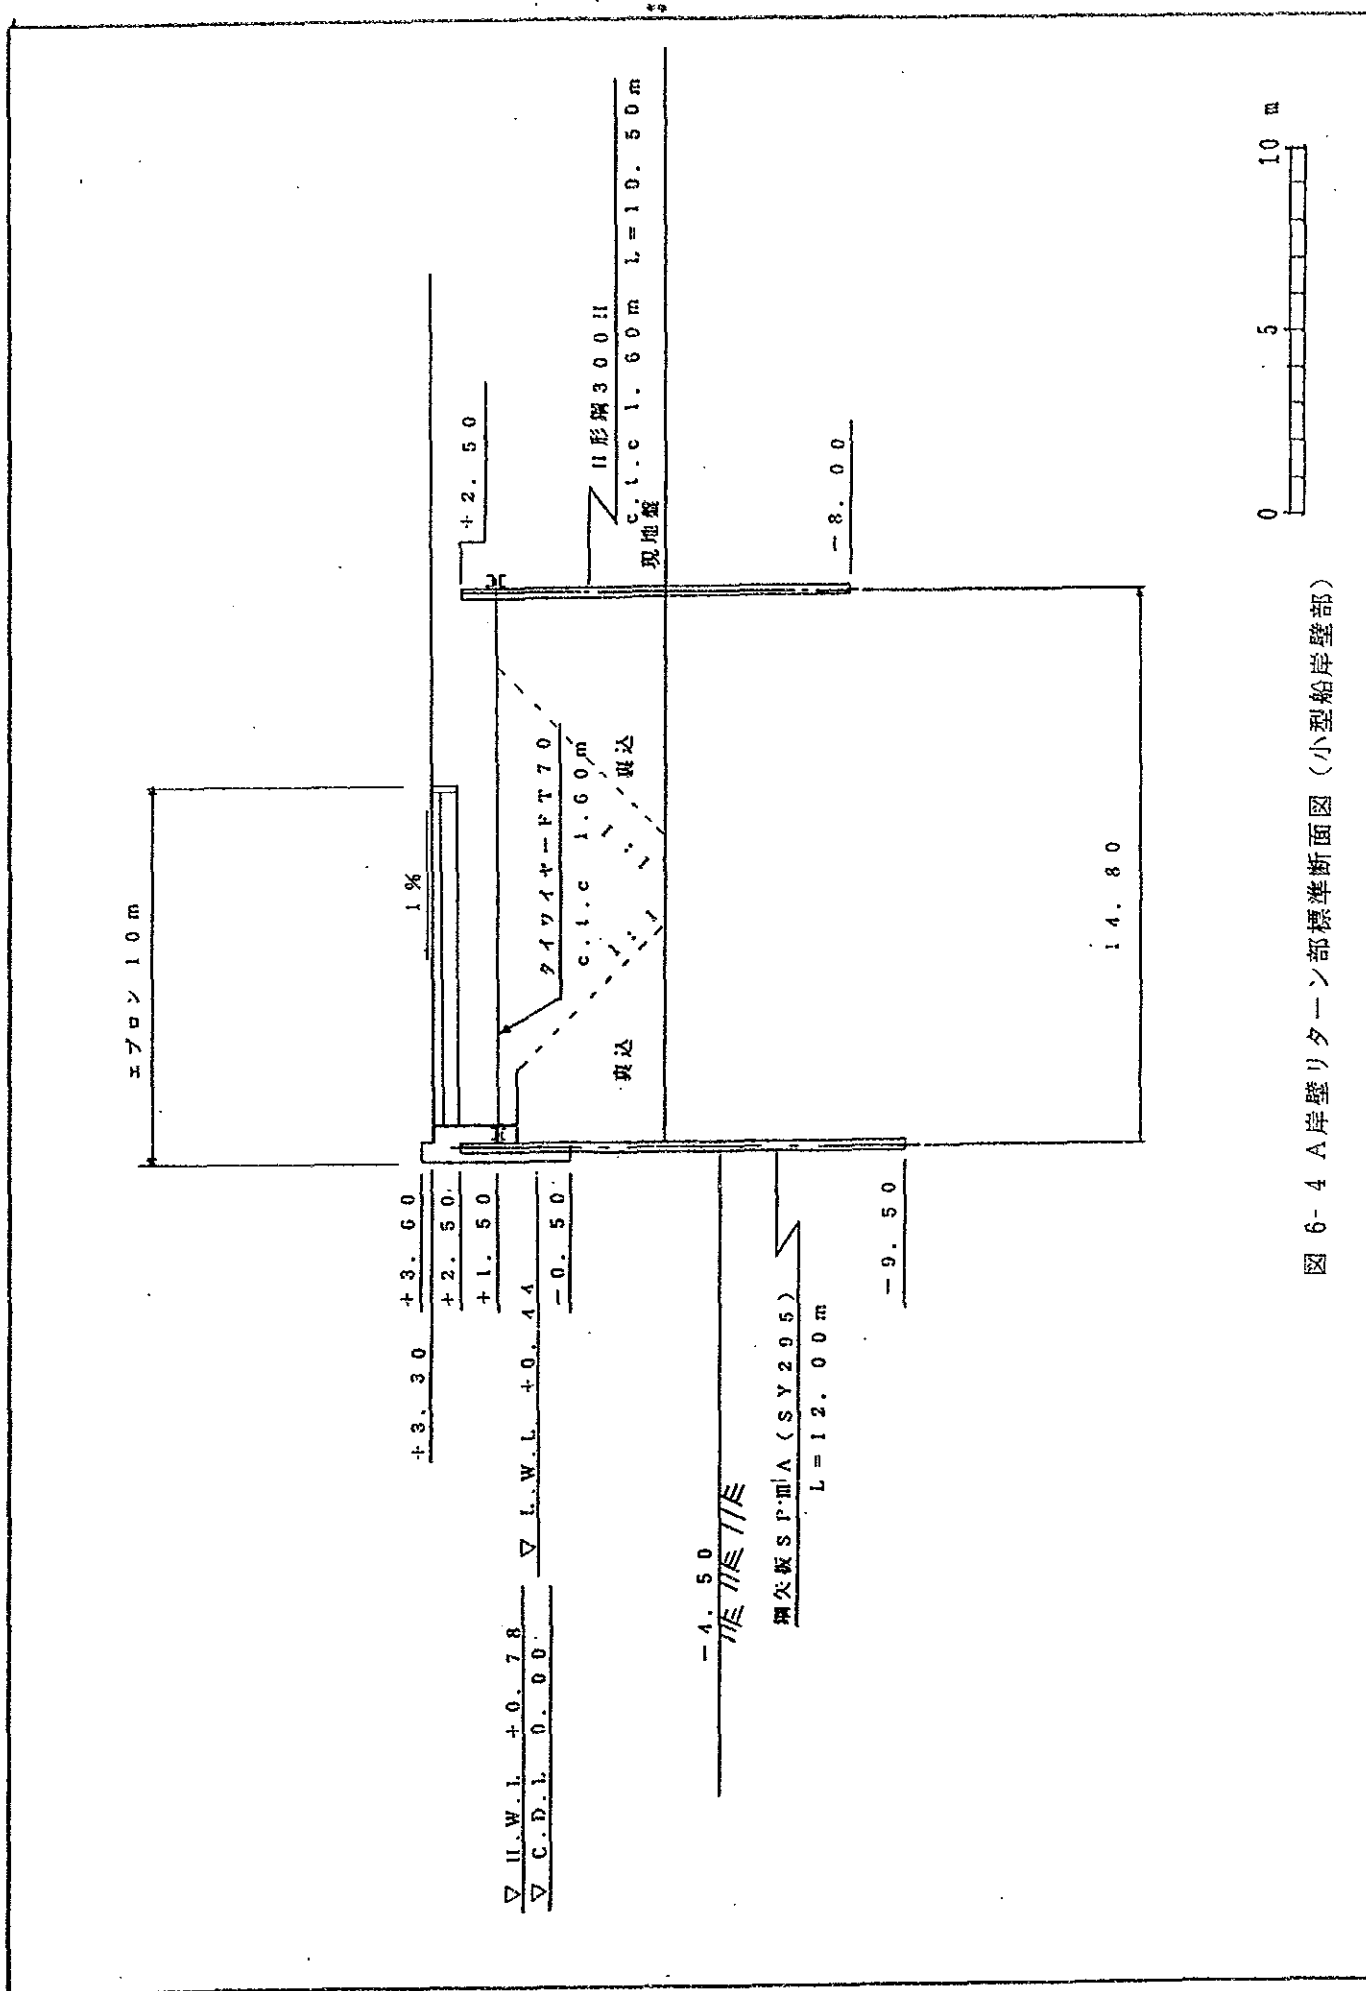 エプロン 10m
1%
+2.50
+3.60
+3.30
+2.50
+1.50
▽ H.W.L. +0.78
▽ L.W.L. +0.44
▽ C.D.L 0.00
-0.50
タイワイヤーFT70
c.t.c 1.60m
H形鋼300H
c.t.c 1.60m L=10.50m
1:1
1:1
裏込
裏込
現地盤
-4.50
-8.00
鋼矢板SP-ⅢA(SY295)
L=12.00m
-9.50
14.80
0 5 10 m
図 6-4 A岸壁リターン部標準断面図(小型船岸壁部)